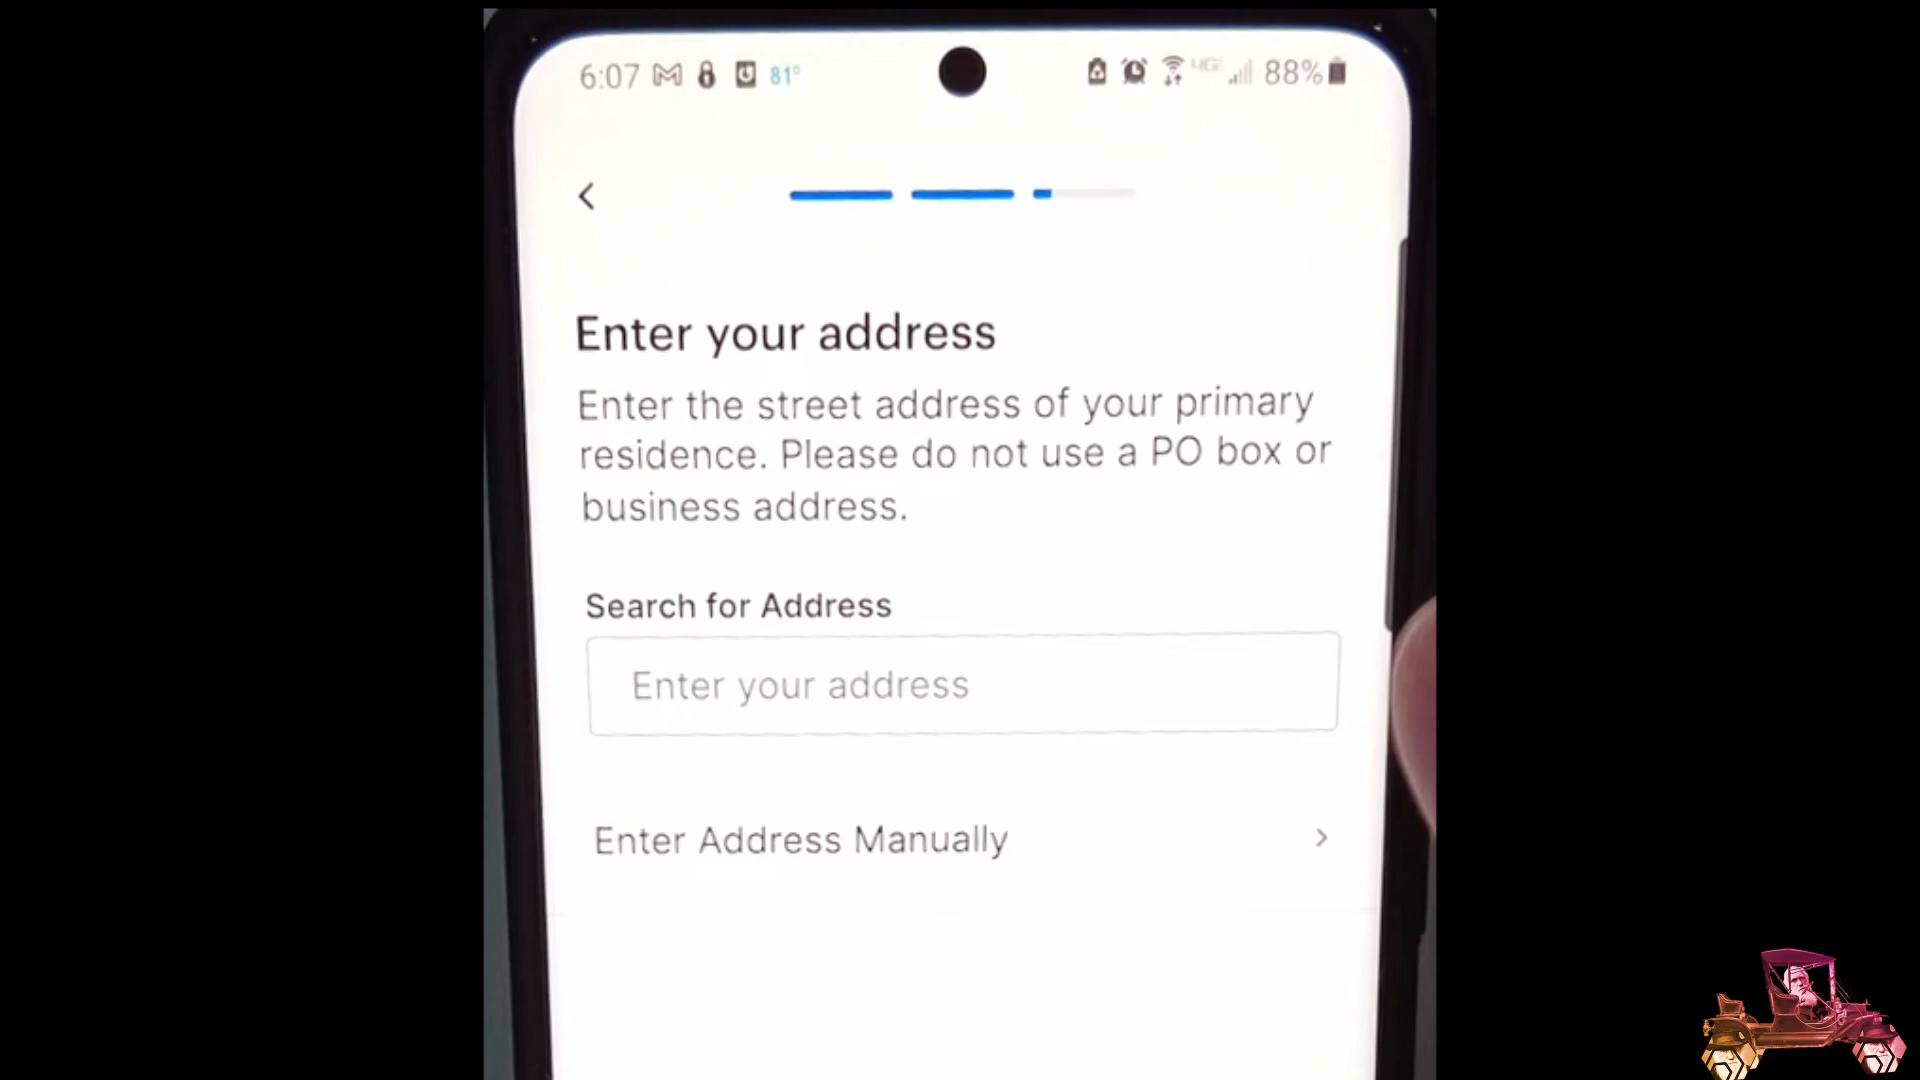 6:07 81° 88%
Enter your address
Enter the street address of your primary
residence. Please do not use a PO box or
business address.
Search for Address
Enter your address
Enter Address Manually